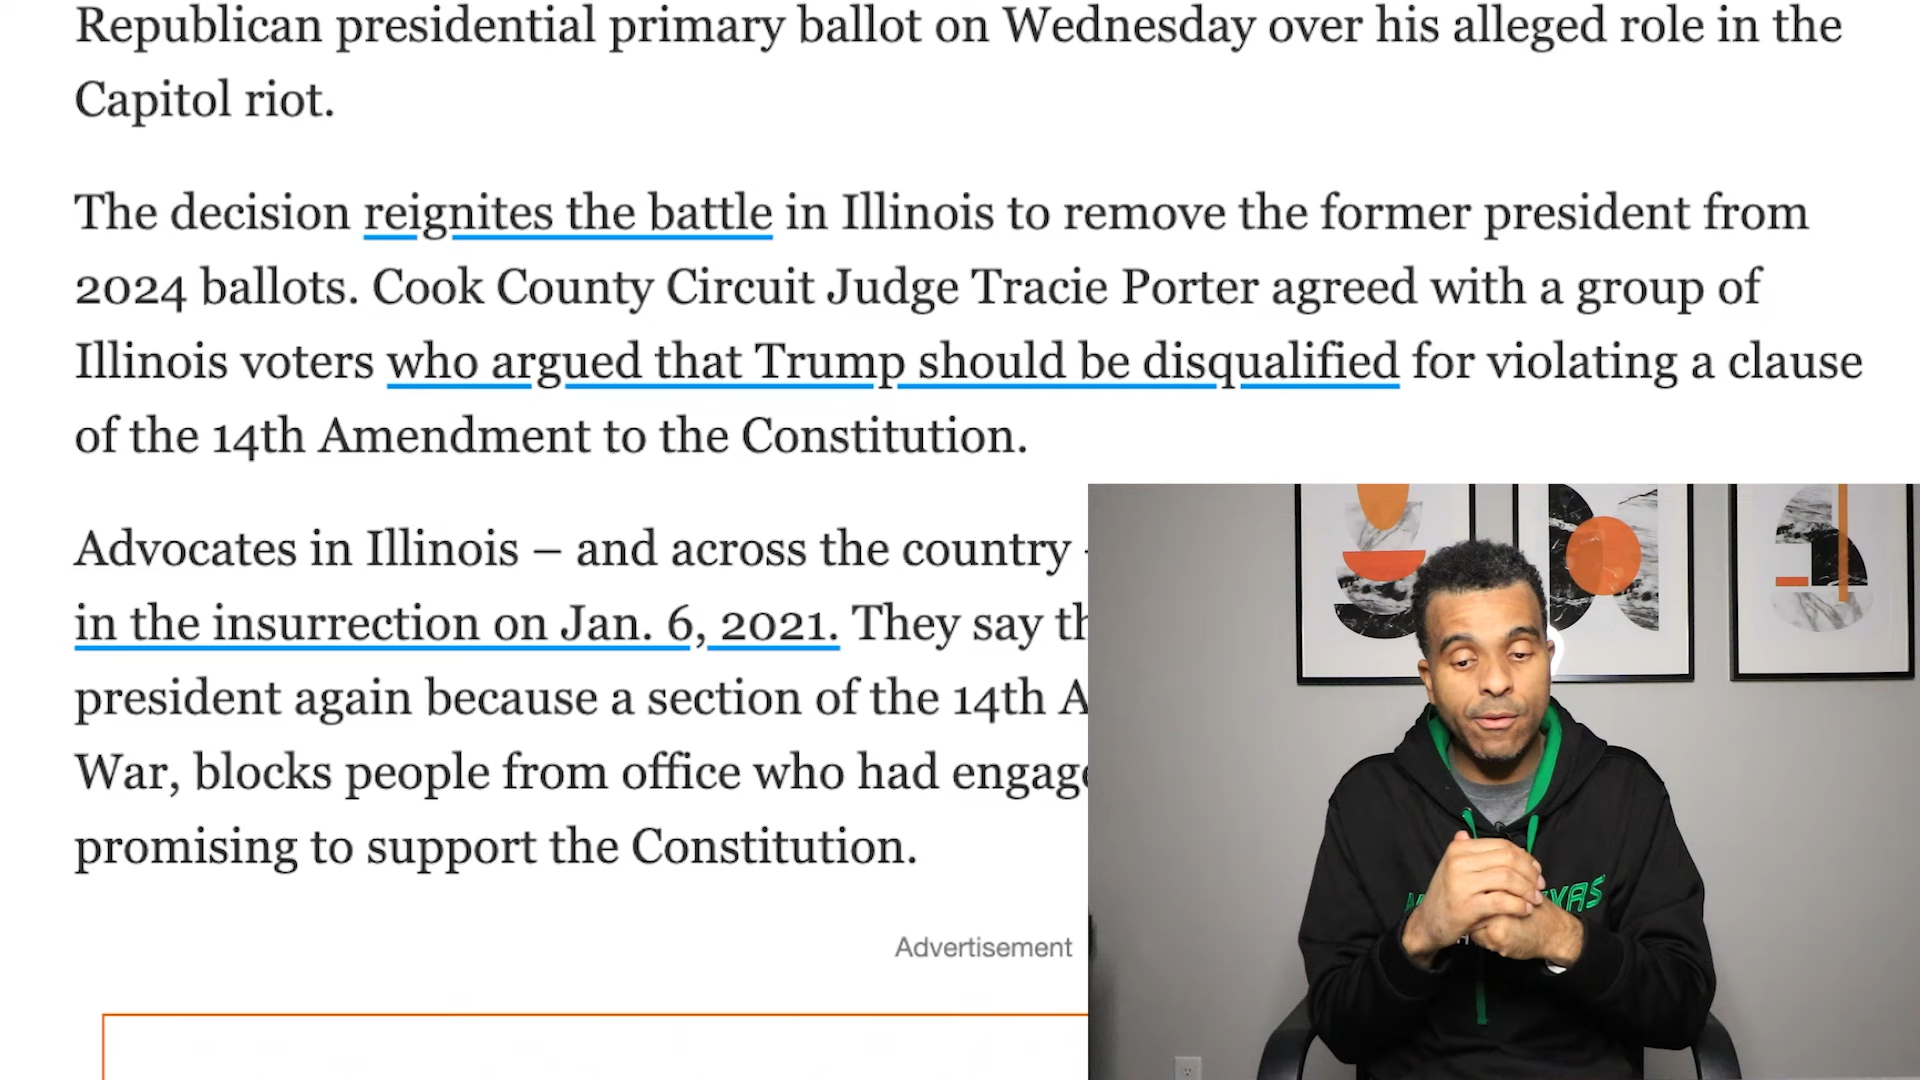 Republican presidential primary ballot on Wednesday over his alleged role in the
Capitol riot.
The decision reignites the battle in Illinois to remove the former president from
2024 ballots. Cook County Circuit Judge Tracie Porter agreed with a group of
Illinois voters who argued that Trump should be disqualified for violating a clause
of the 14th Amendment to the Constitution.
Advocates in Illinois – and across the country
in the insurrection on Jan. 6, 2021. They say
president again because a section of the 14th
War, blocks people from office who had
promising to support the Constitution.
Advertisement